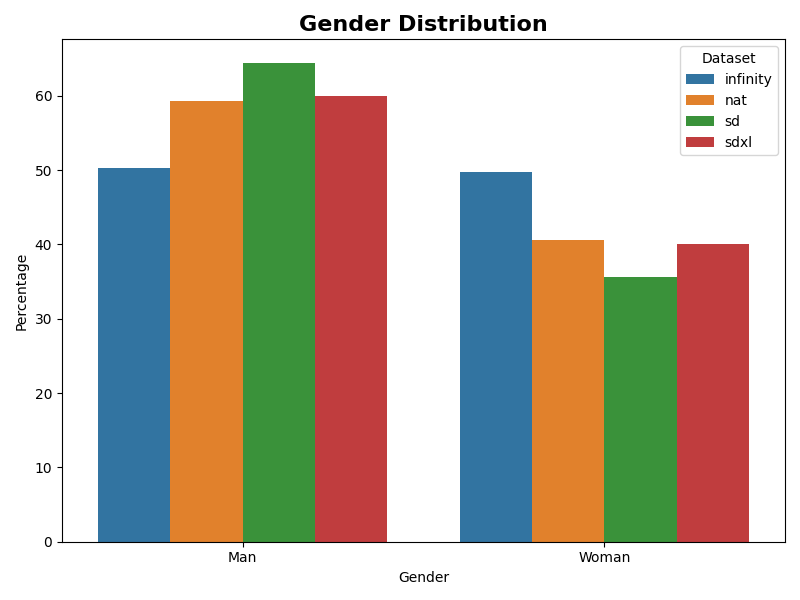 Gender Distribution
Dataset
infinity
nat
sd
sdxl
Percentage
60
50
40
30
20
10
0
Man
Woman
Gender